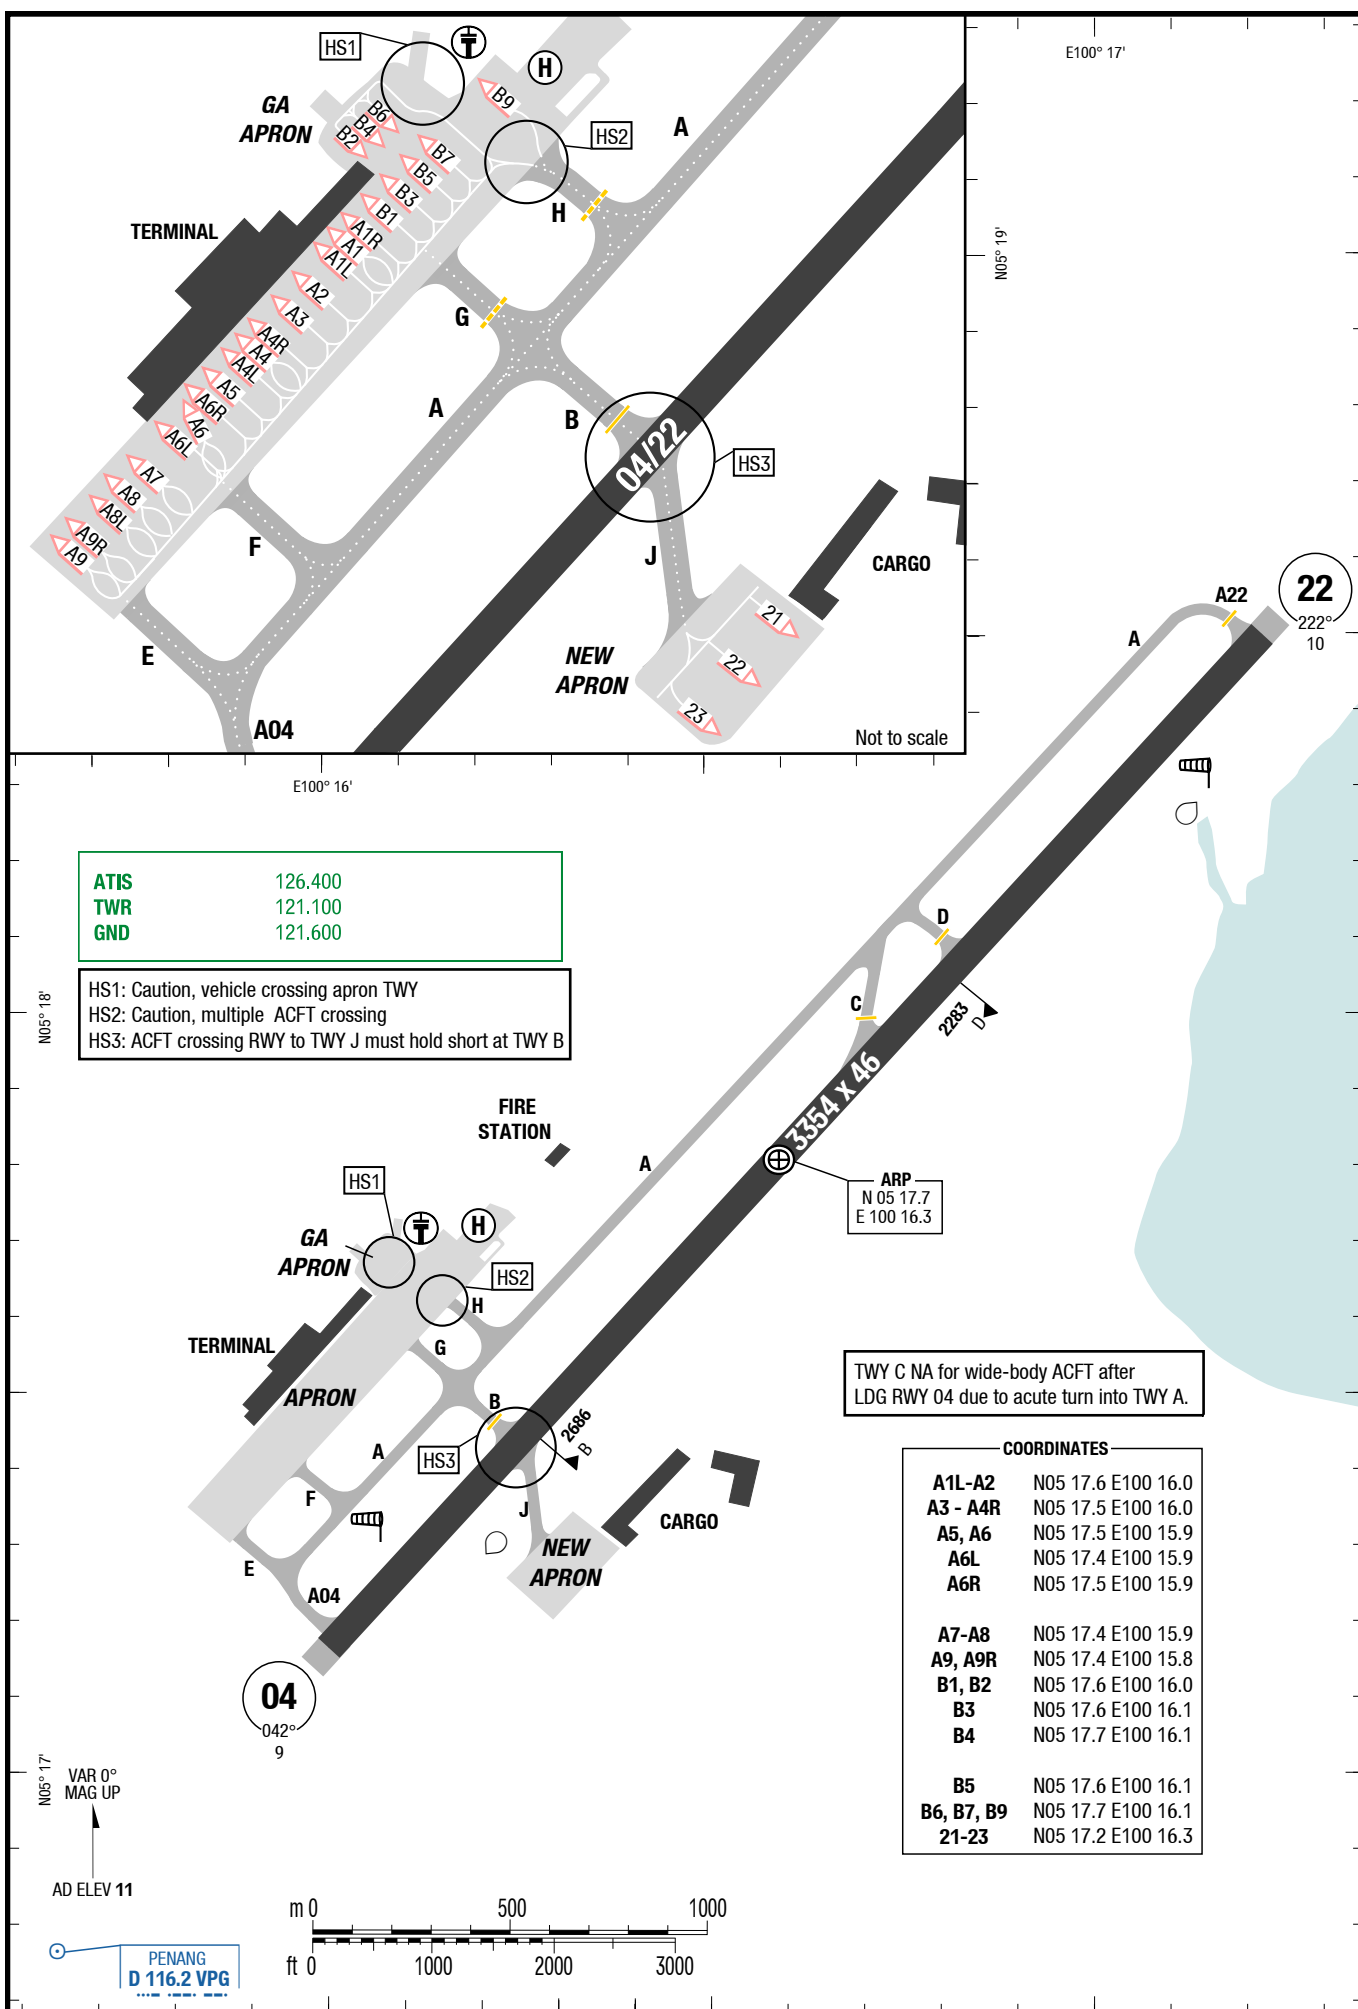 HS1
H
E100° 17'
B9
GA
APRON
B6
B4
B2
HS2
A
B7
B5
B3
B1
A1R
A1
A1L
H
TERMINAL
N05° 19'
A2
A3
G
A4R
A4
A4L
A5
A6R
A6
A6L
A
B
04/22
HS3
A7
A8
A8L
A9R
A9
F
J
CARGO
21
22
23
E
NEW
APRON
A04
Not to scale
A22
22
222°
10
A
E100° 16'
ATIS 126.400
TWR 121.100
GND 121.600
HS1: Caution, vehicle crossing apron TWY
HS2: Caution, multiple ACFT crossing
HS3: ACFT crossing RWY to TWY J must hold short at TWY B
N05° 18'
D
C
2283
D
3354 x 46
FIRE
STATION
A
ARP
N 05 17.7
E 100 16.3
HS1
H
GA
APRON
HS2
H
G
TERMINAL
APRON
B
2686
B
HS3
A
F
J
E
A04
NEW
APRON
CARGO
TWY C NA for wide-body ACFT after
LDG RWY 04 due to acute turn into TWY A.
COORDINATES
A1L-A2 N05 17.6 E100 16.0
A3 - A4R N05 17.5 E100 16.0
A5, A6 N05 17.5 E100 15.9
A6L N05 17.4 E100 15.9
A6R N05 17.5 E100 15.9
A7-A8 N05 17.4 E100 15.9
A9, A9R N05 17.4 E100 15.8
B1, B2 N05 17.6 E100 16.0
B3 N05 17.6 E100 16.1
B4 N05 17.7 E100 16.1
B5 N05 17.6 E100 16.1
B6, B7, B9 N05 17.7 E100 16.1
21-23 N05 17.2 E100 16.3
04
042°
9
N05° 17'
VAR 0°
MAG UP
AD ELEV 11
m 0 500 1000
ft 0 1000 2000 3000
PENANG
D 116.2 VPG